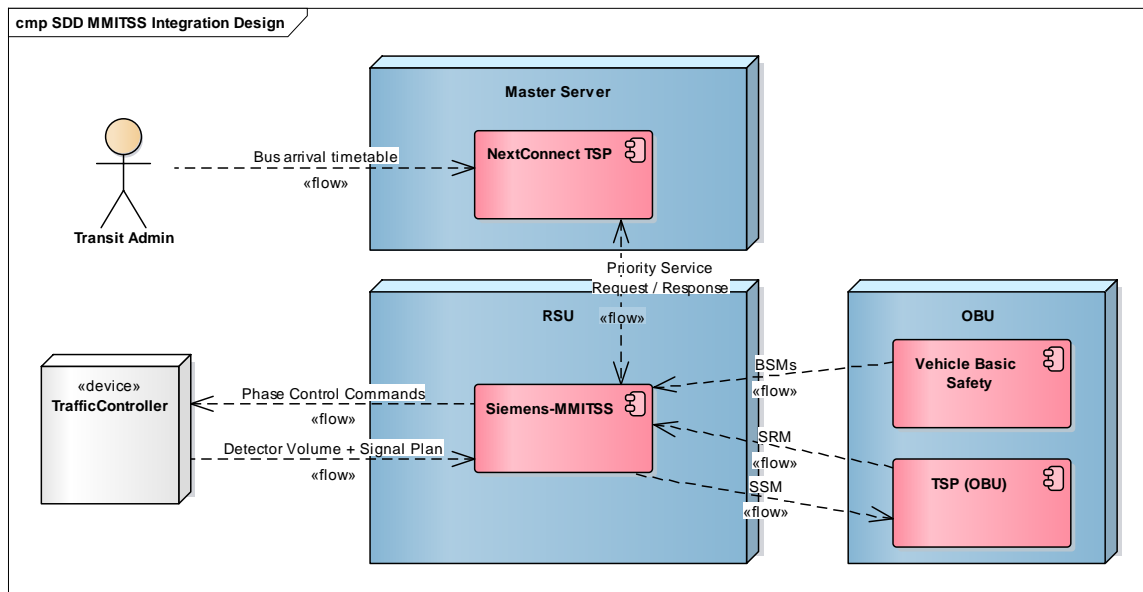 cmp SDD MMITSS Integration Design
Master Server
NextConnect TSP
Bus arrival timetable
«flow»
Transit Admin
Priority Service
Request / Response
«flow»
RSU
OBU
«device»
TrafficController
Phase Control Commands
«flow»
Detector Volume + Signal Plan
«flow»
Siemens-MMITSS
BSMs
«flow»
Vehicle Basic
Safety
SRM
«flow»
SSM
«flow»
TSP (OBU)